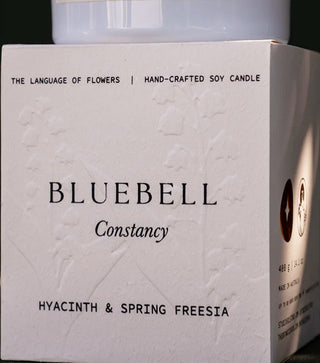 THE LANGUAGE OF FLOWERS | HAND-CRAFTED SOY CANDLE
BLUEBELL
Constancy
HYACINTH & SPRING FREESIA